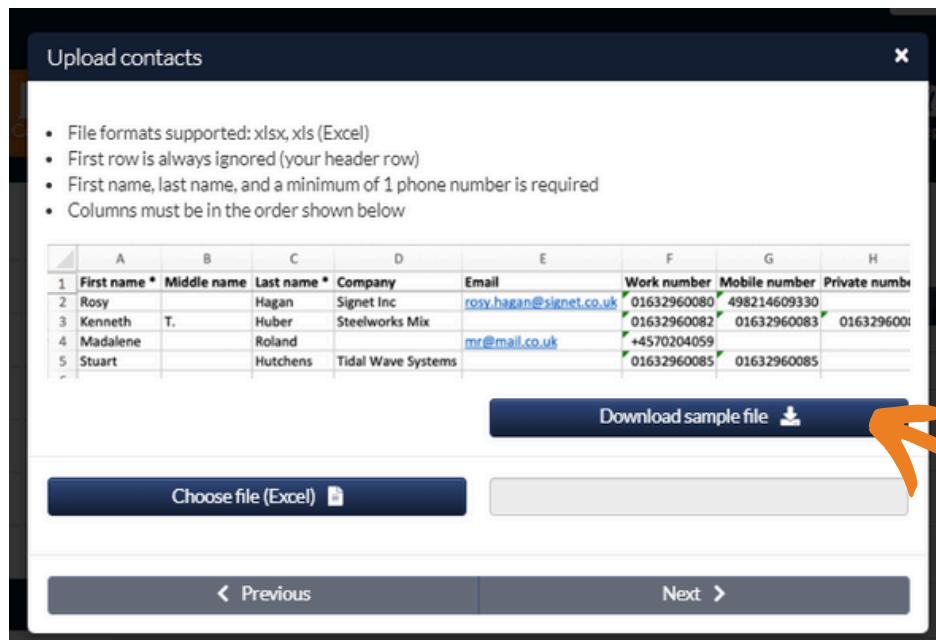 Upload contacts ×
• File formats supported: xlsx, xls (Excel)
• First row is always ignored (your header row)
• First name, last name, and a minimum of 1 phone number is required
• Columns must be in the order shown below
A B C D E F G H
1 First name * Middle name Last name * Company Email Work number Mobile number Private numbe
2 Rosy Hagan Signet Inc rosy.hagan@signet.co.uk 01632960080 498214609330
3 Kenneth T. Huber Steelworks Mix 01632960082 01632960083 016329600
4 Madalene Roland mr@mail.co.uk +4570204059
5 Stuart Hutchens Tidal Wave Systems 01632960085 01632960085
Download sample file
Choose file (Excel)
Previous Next